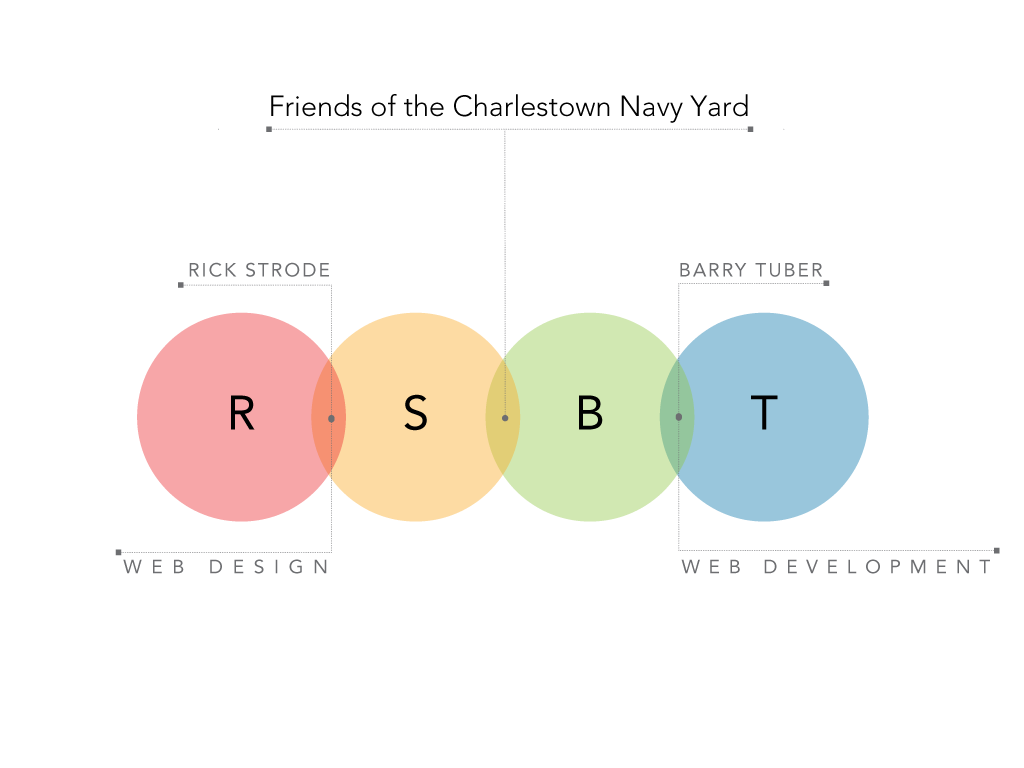 Friends of the Charlestown Navy Yard
RICK STRODE
BARRY TUBER
R S B T
WEB DESIGN
WEB DEVELOPMENT